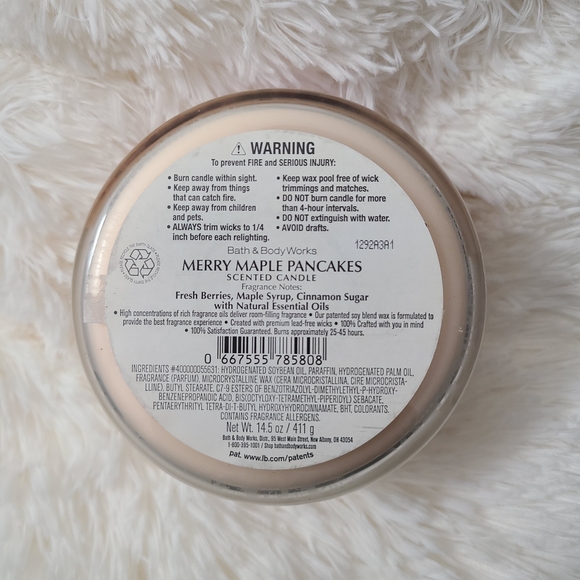 ⚠ WARNING
To prevent FIRE and SERIOUS INJURY:
• Burn candle within sight.
• Keep away from things
that can catch fire.
• Keep away from children
and pets.
• ALWAYS trim wicks to 1/4
inch before each relighting.
• Keep wax pool free of wick
trimmings and matches.
• DO NOT burn candle for more
than 4-hour intervals.
• DO NOT extinguish with water.
• AVOID drafts.
1292A3A1
Bath & Body Works
MERRY MAPLE PANCAKES
SCENTED CANDLE
Fragrance Notes:
Fresh Berries, Maple Syrup, Cinnamon Sugar
with Natural Essential Oils
• High concentrations of rich fragrance oils deliver room-filling fragrance • Our patented soy blend wax is formulated to
provide the best fragrance experience • Created with premium lead-free wicks • 100% Crafted with you in mind
• 100% Satisfaction Guaranteed. Burns approximately 25-45 hours.
0 667555 785808
INGREDIENTS #400000055631: HYDROGENATED SOYBEAN OIL, PARAFFIN, HYDROGENATED PALM OIL,
FRAGRANCE (PARFUM), MICROCRYSTALLINE WAX (CERA MICROCRISTALLINA, CIRE MICROCRISTA-
LLINE), BUTYL STEARATE, C7-9 ESTERS OF BENZOTRIAZOLYL-DIMETHYLETHYL-P-HYDROXY-
BENZENEPROPANOIC ACID, BIS(OCTYLOXY-TETRAMETHYL-PIPERIDYL) SEBACATE,
PENTAERYTHRITYL TETRA-DI-T-BUTYL HYDROXYHYDROCINNAMATE, BHT, COLORANTS.
CONTAINS FRAGRANCE ALLERGENS.
Net Wt. 14.5 oz / 411 g
Bath & Body Works, Distr., 95 West Main Street, New Albany, OH 43054
1-800-395-1001 / Shop bathandbodyworks.com
pat. www.lb.com/patents